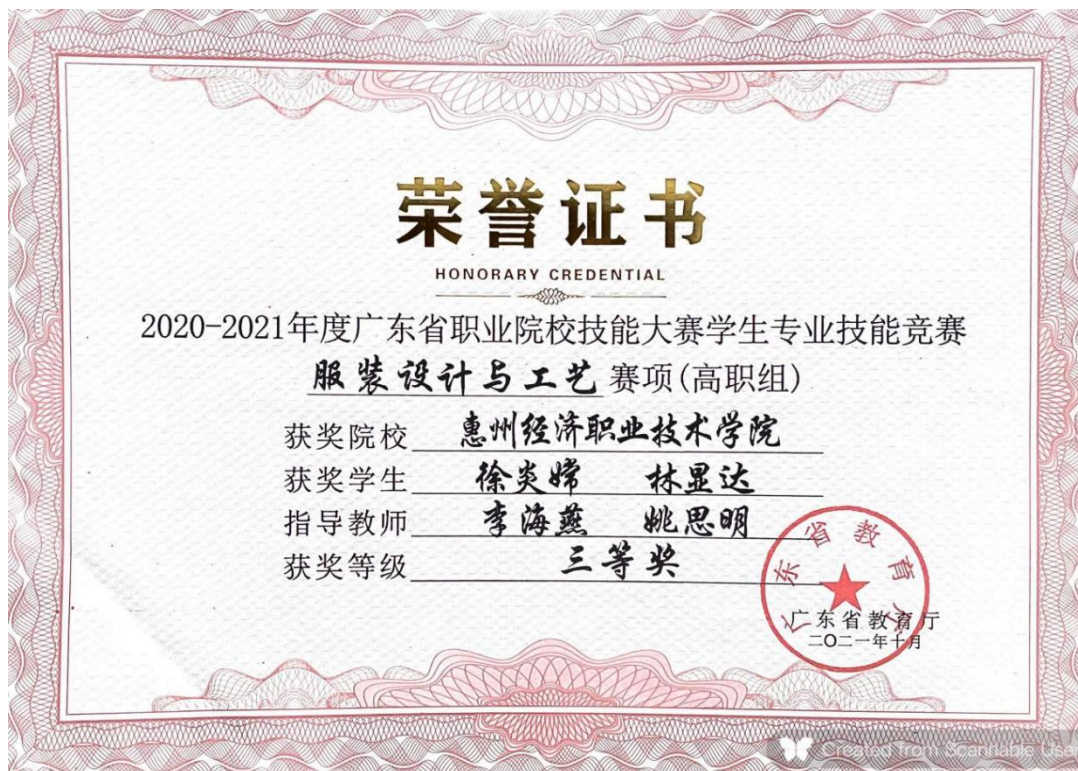 荣誉证书
HONORARY CREDENTIAL
2020-2021年度广东省职业院校技能大赛学生专业技能竞赛
服装设计与工艺 赛项(高职组)
获奖院校 惠州经济职业技术学院
获奖学生 徐炎嫦 林显达
指导教师 李海燕 姚思明
获奖等级 三等奖
广东省教育厅
广东省教育厅
二〇二一年十月
Created from Scannable User